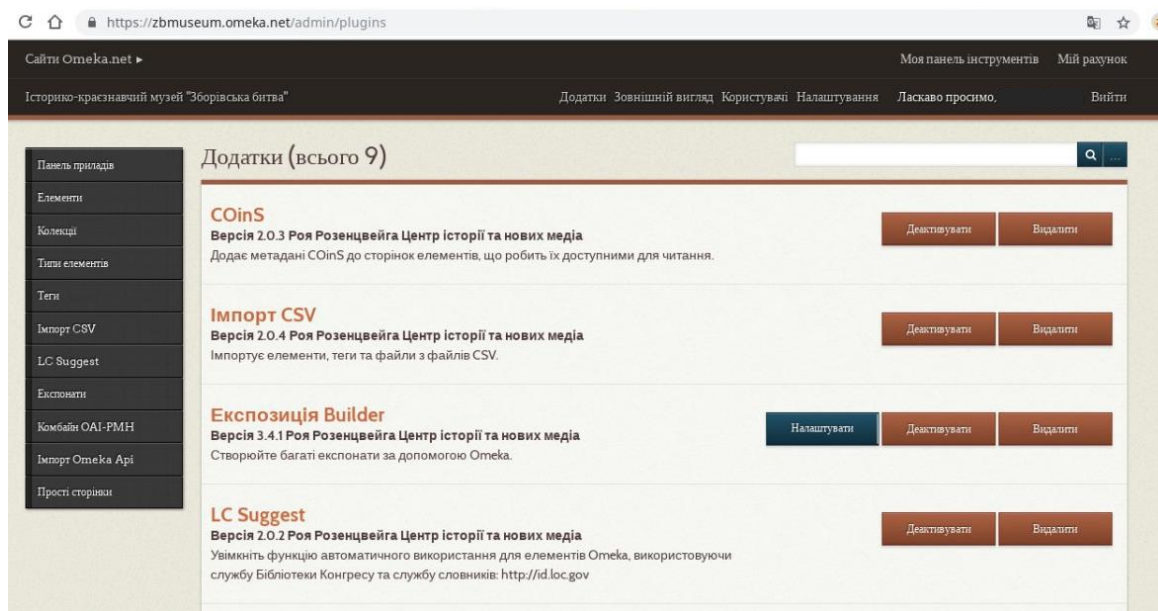 https://zbmuseum.omeka.net/admin/plugins
Сайти Omeka.net ▸ Моя панель інструментів Мій рахунок
Історико-краєзнавчий музей "Зборівська битва" Додатки Зовнішній вигляд Користувачі Налаштування Ласкаво просимо, Вийти
Додатки (всього 9)
...
Панель приладів
Елементи
Колекції
Типи елементів
Теги
Імпорт CSV
LC Suggest
Експонати
Комбайн OAI-PMH
Імпорт Omeka Api
Прості сторінки
COinS
Версія 2.0.3 Роя Розенцвейга Центр історії та нових медіа
Додає метадані COinS до сторінок елементів, що робить їх доступними для читання.
Деактивувати Видалити
Імпорт CSV
Версія 2.0.4 Роя Розенцвейга Центр історії та нових медіа
Імпортує елементи, теги та файли з файлів CSV.
Деактивувати Видалити
Експозиція Builder
Версія 3.4.1 Роя Розенцвейга Центр історії та нових медіа
Створюйте багаті експонати за допомогою Omeka.
Налаштувати Деактивувати Видалити
LC Suggest
Версія 2.0.2 Роя Розенцвейга Центр історії та нових медіа
Увімкніть функцію автоматичного використання для елементів Omeka, використовуючи
службу Бібліотеки Конгресу та службу словників: http://id.loc.gov
Деактивувати Видалити